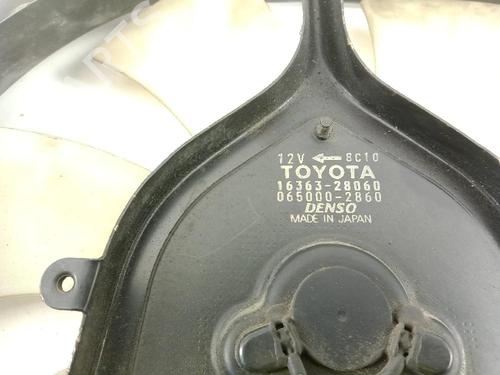 12V ← 8C10
TOYOTA
16363-28060
065000-2860
DENSO
MADE IN JAPAN